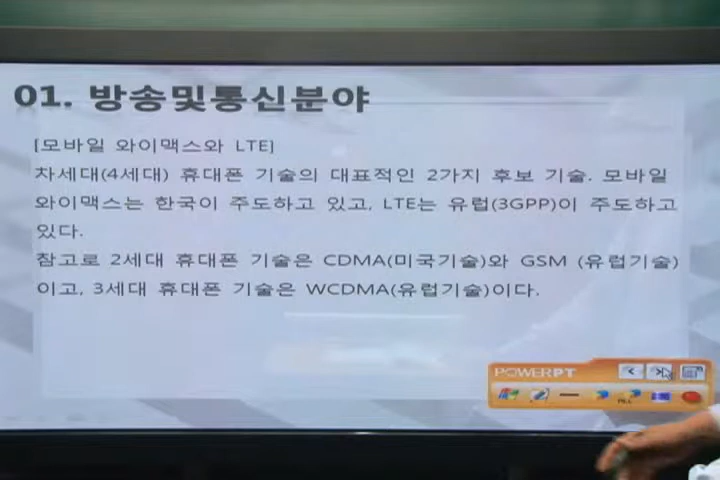 01. 방송및통신분야
[모바일 와이맥스와 LTE]
차세대(4세대) 휴대폰 기술의 대표적인 2가지 후보 기술. 모바일
와이맥스는 한국이 주도하고 있고, LTE는 유럽(3GPP)이 주도하고
있다.
참고로 2세대 휴대폰 기술은 CDMA(미국기술)와 GSM (유럽기술)
이고, 3세대 휴대폰 기술은 WCDMA(유럽기술)이다.
POWERPT